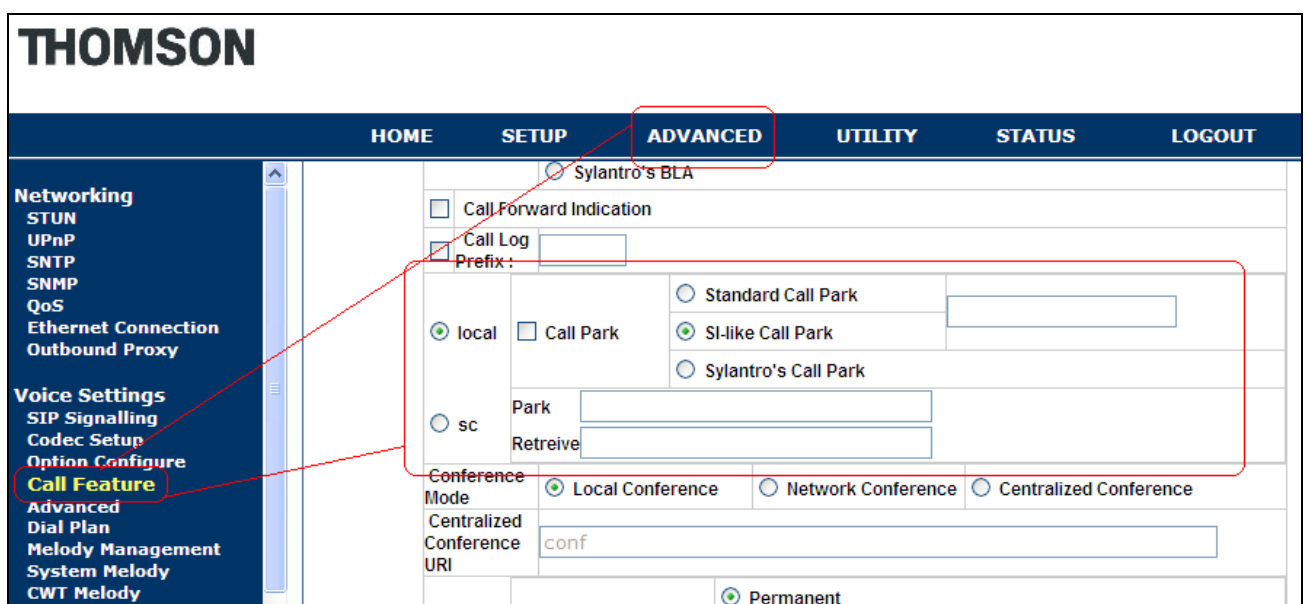 THOMSON
HOME SETUP ADVANCED UTILITY STATUS LOGOUT
Networking
STUN
UPnP
SNTP
SNMP
QoS
Ethernet Connection
Outbound Proxy
Voice Settings
SIP Signalling
Codec Setup
Option Configure
Call Feature
Advanced
Dial Plan
Melody Management
System Melody
CWT Melody
Sylantro's BLA
Call Forward Indication
Call Log
Prefix :
local
Call Park
Standard Call Park
SI-like Call Park
Sylantro's Call Park
sc
Park
Retreive
Conference
Mode
Local Conference
Network Conference
Centralized Conference
Centralized
Conference
URI
conf
Permanent